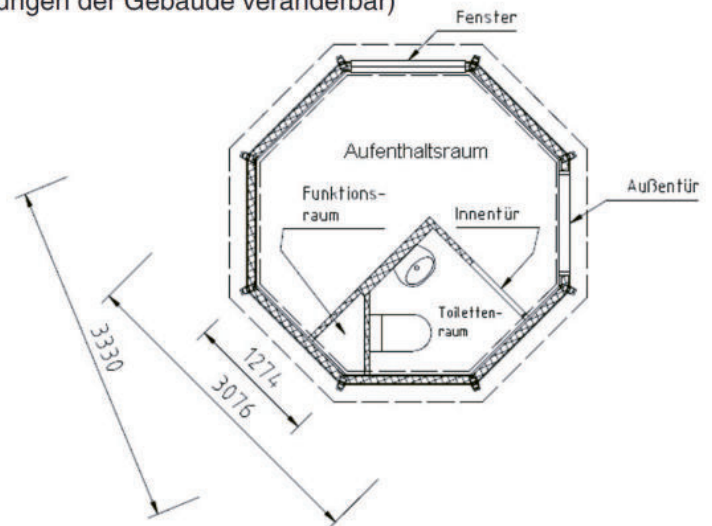 ungen der Gebäude veränderbar)
Fenster
Aufenthaltsraum
Außentür
Funktions-
raum
Innentür
Toiletten-
raum
3330
1274
3076